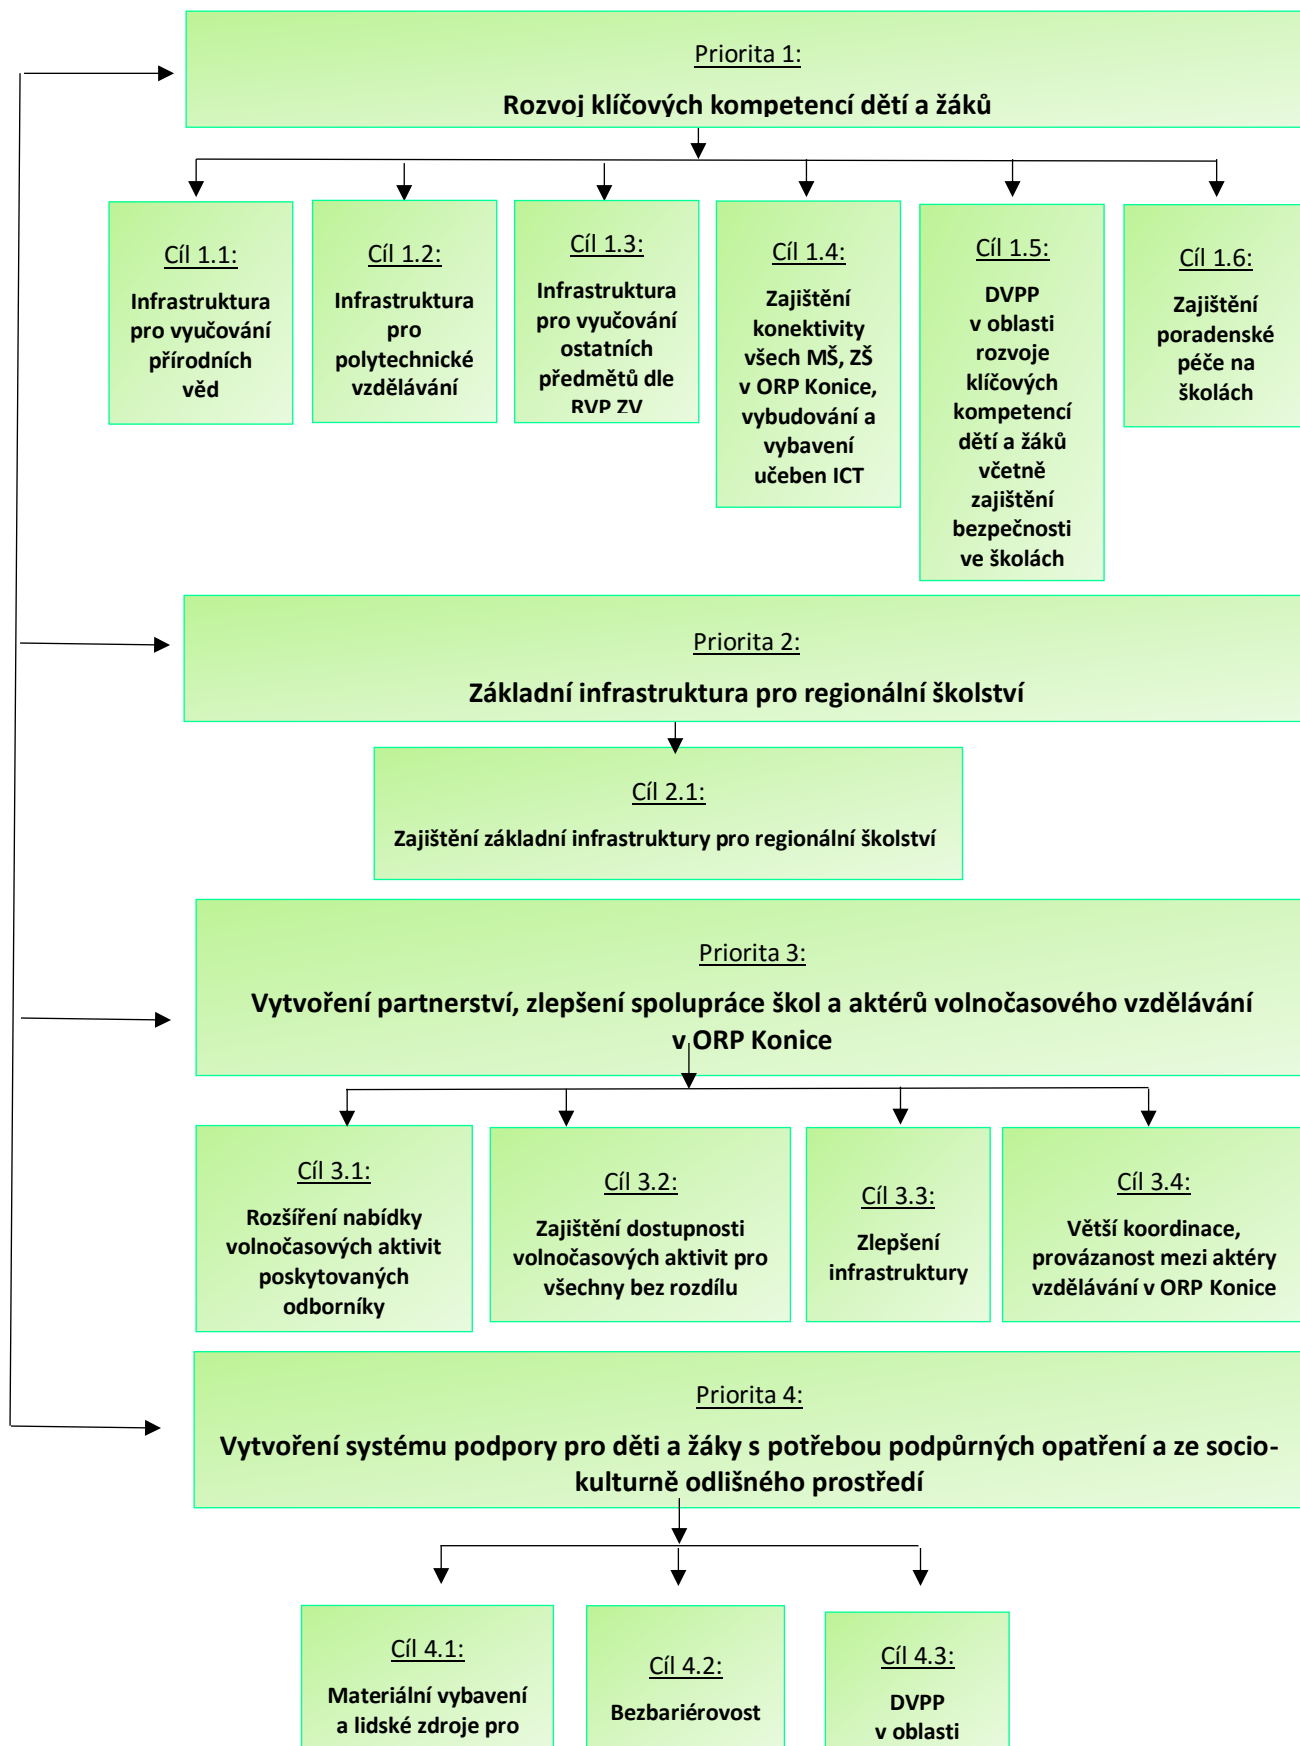 Priorita 1:
Rozvoj klíčových kompetencí dětí a žáků
Cíl 1.1:
Infrastruktura
pro vyučování
přírodních
věd
Cíl 1.2:
Infrastruktura
pro
polytechnické
vzdělávání
Cíl 1.3:
Infrastruktura
pro vyučování
ostatních
předmětů dle
RVP ZV
Cíl 1.4:
Zajištění
konektivity
všech MŠ, ZŠ
v ORP Konice,
vybudování a
vybavení
učeben ICT
Cíl 1.5:
DVPP
v oblasti
rozvoje
klíčových
kompetencí
dětí a žáků
včetně
zajištění
bezpečnosti
ve školách
Cíl 1.6:
Zajištění
poradenské
péče na
školách
Priorita 2:
Základní infrastruktura pro regionální školství
Cíl 2.1:
Zajištění základní infrastruktury pro regionální školství
Priorita 3:
Vytvoření partnerství, zlepšení spolupráce škol a aktérů volnočasového vzdělávání
v ORP Konice
Cíl 3.1:
Rozšíření nabídky
volnočasových aktivit
poskytovaných
odborníky
Cíl 3.2:
Zajištění dostupnosti
volnočasových aktivit pro
všechny bez rozdílu
Cíl 3.3:
Zlepšení
infrastruktury
Cíl 3.4:
Větší koordinace,
provázanost mezi aktéry
vzdělávání v ORP Konice
Priorita 4:
Vytvoření systému podpory pro děti a žáky s potřebou podpůrných opatření a ze socio-
kulturně odlišného prostředí
Cíl 4.1:
Materiální vybavení
a lidské zdroje pro
Cíl 4.2:
Bezbariérovost
Cíl 4.3:
DVPP
v oblasti